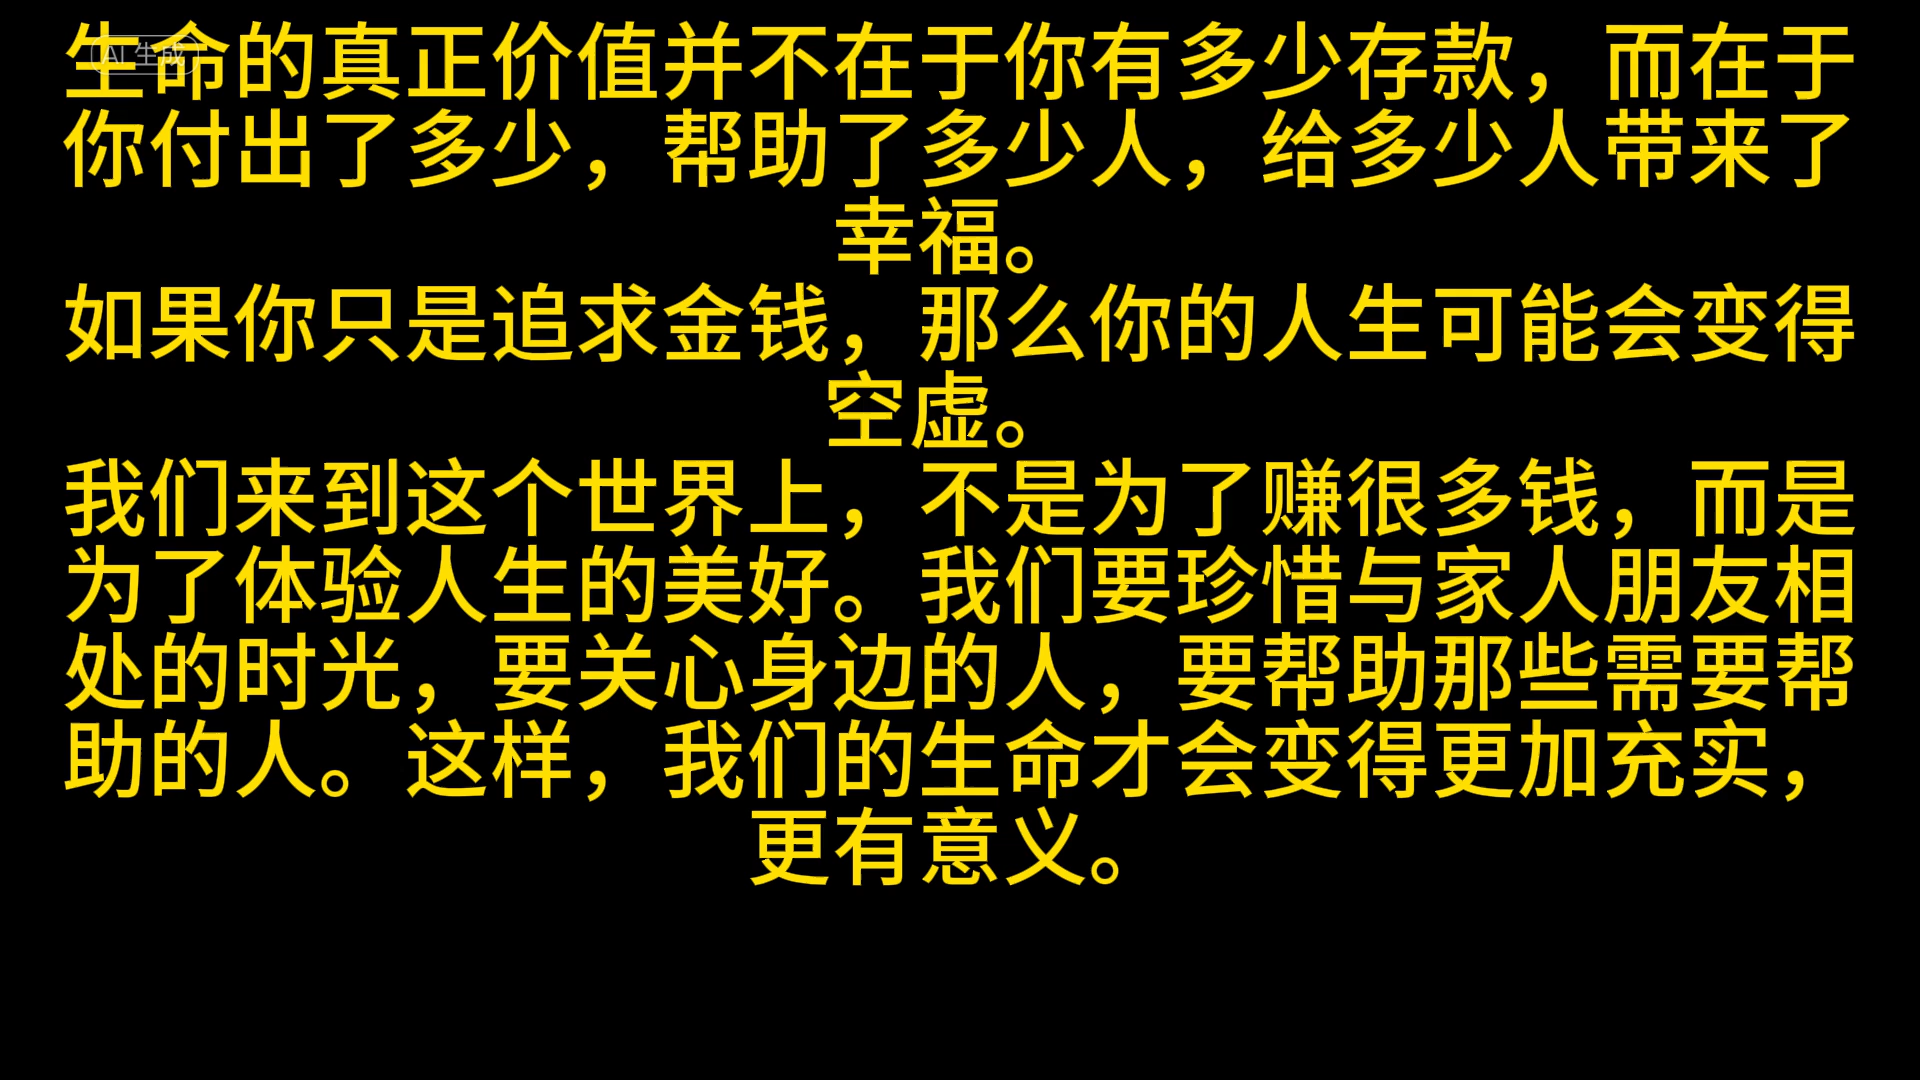 AI 生成
生命的真正价值并不在于你有多少存款，而在于
你付出了多少，帮助了多少人，给多少人带来了
幸福。
如果你只是追求金钱，那么你的人生可能会变得
空虚。
我们来到这个世界上，不是为了赚很多钱，而是
为了体验人生的美好。我们要珍惜与家人朋友相
处的时光，要关心身边的人，要帮助那些需要帮
助的人。这样，我们的生命才会变得更加充实，
更有意义。